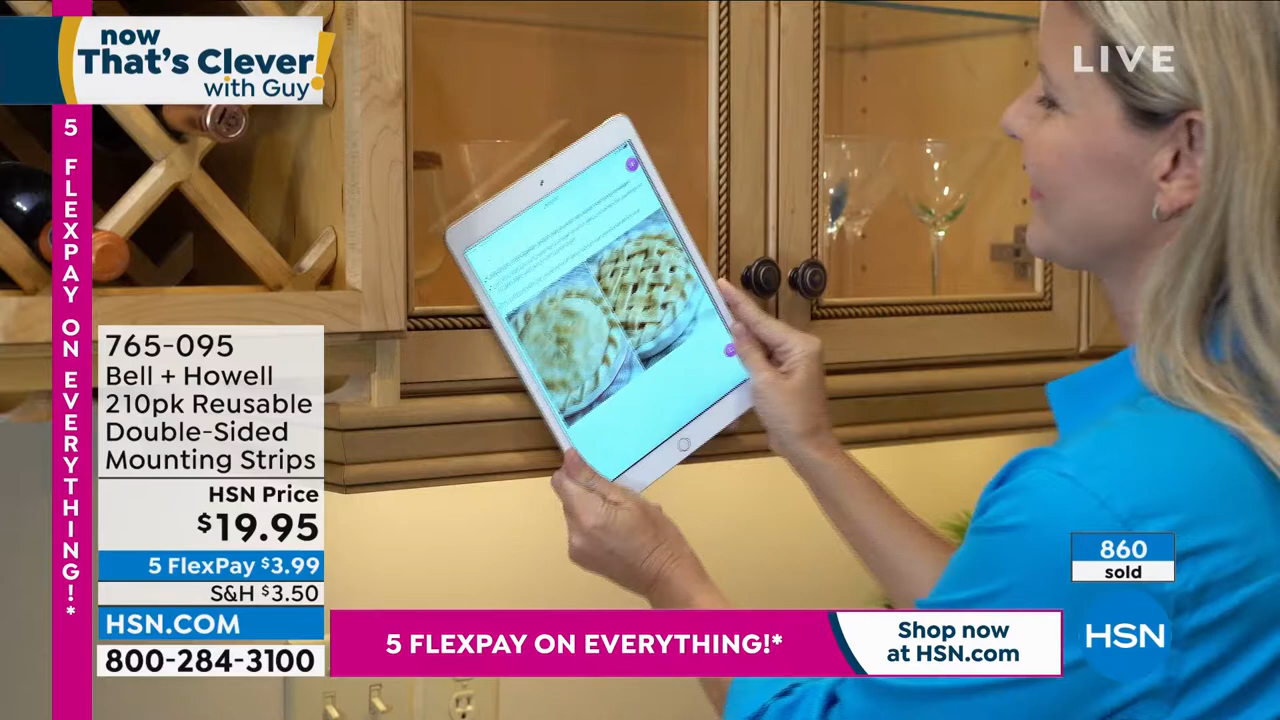 now
That's Clever!
with Guy
LIVE
5 FLEXPAY ON EVERYTHING!*
765-095
Bell + Howell
210pk Reusable
Double-Sided
Mounting Strips
HSN Price
$19.95
5 FlexPay $3.99
S&H $3.50
HSN.COM
800-284-3100
860
sold
5 FLEXPAY ON EVERYTHING!*
Shop now
at HSN.com
HSN